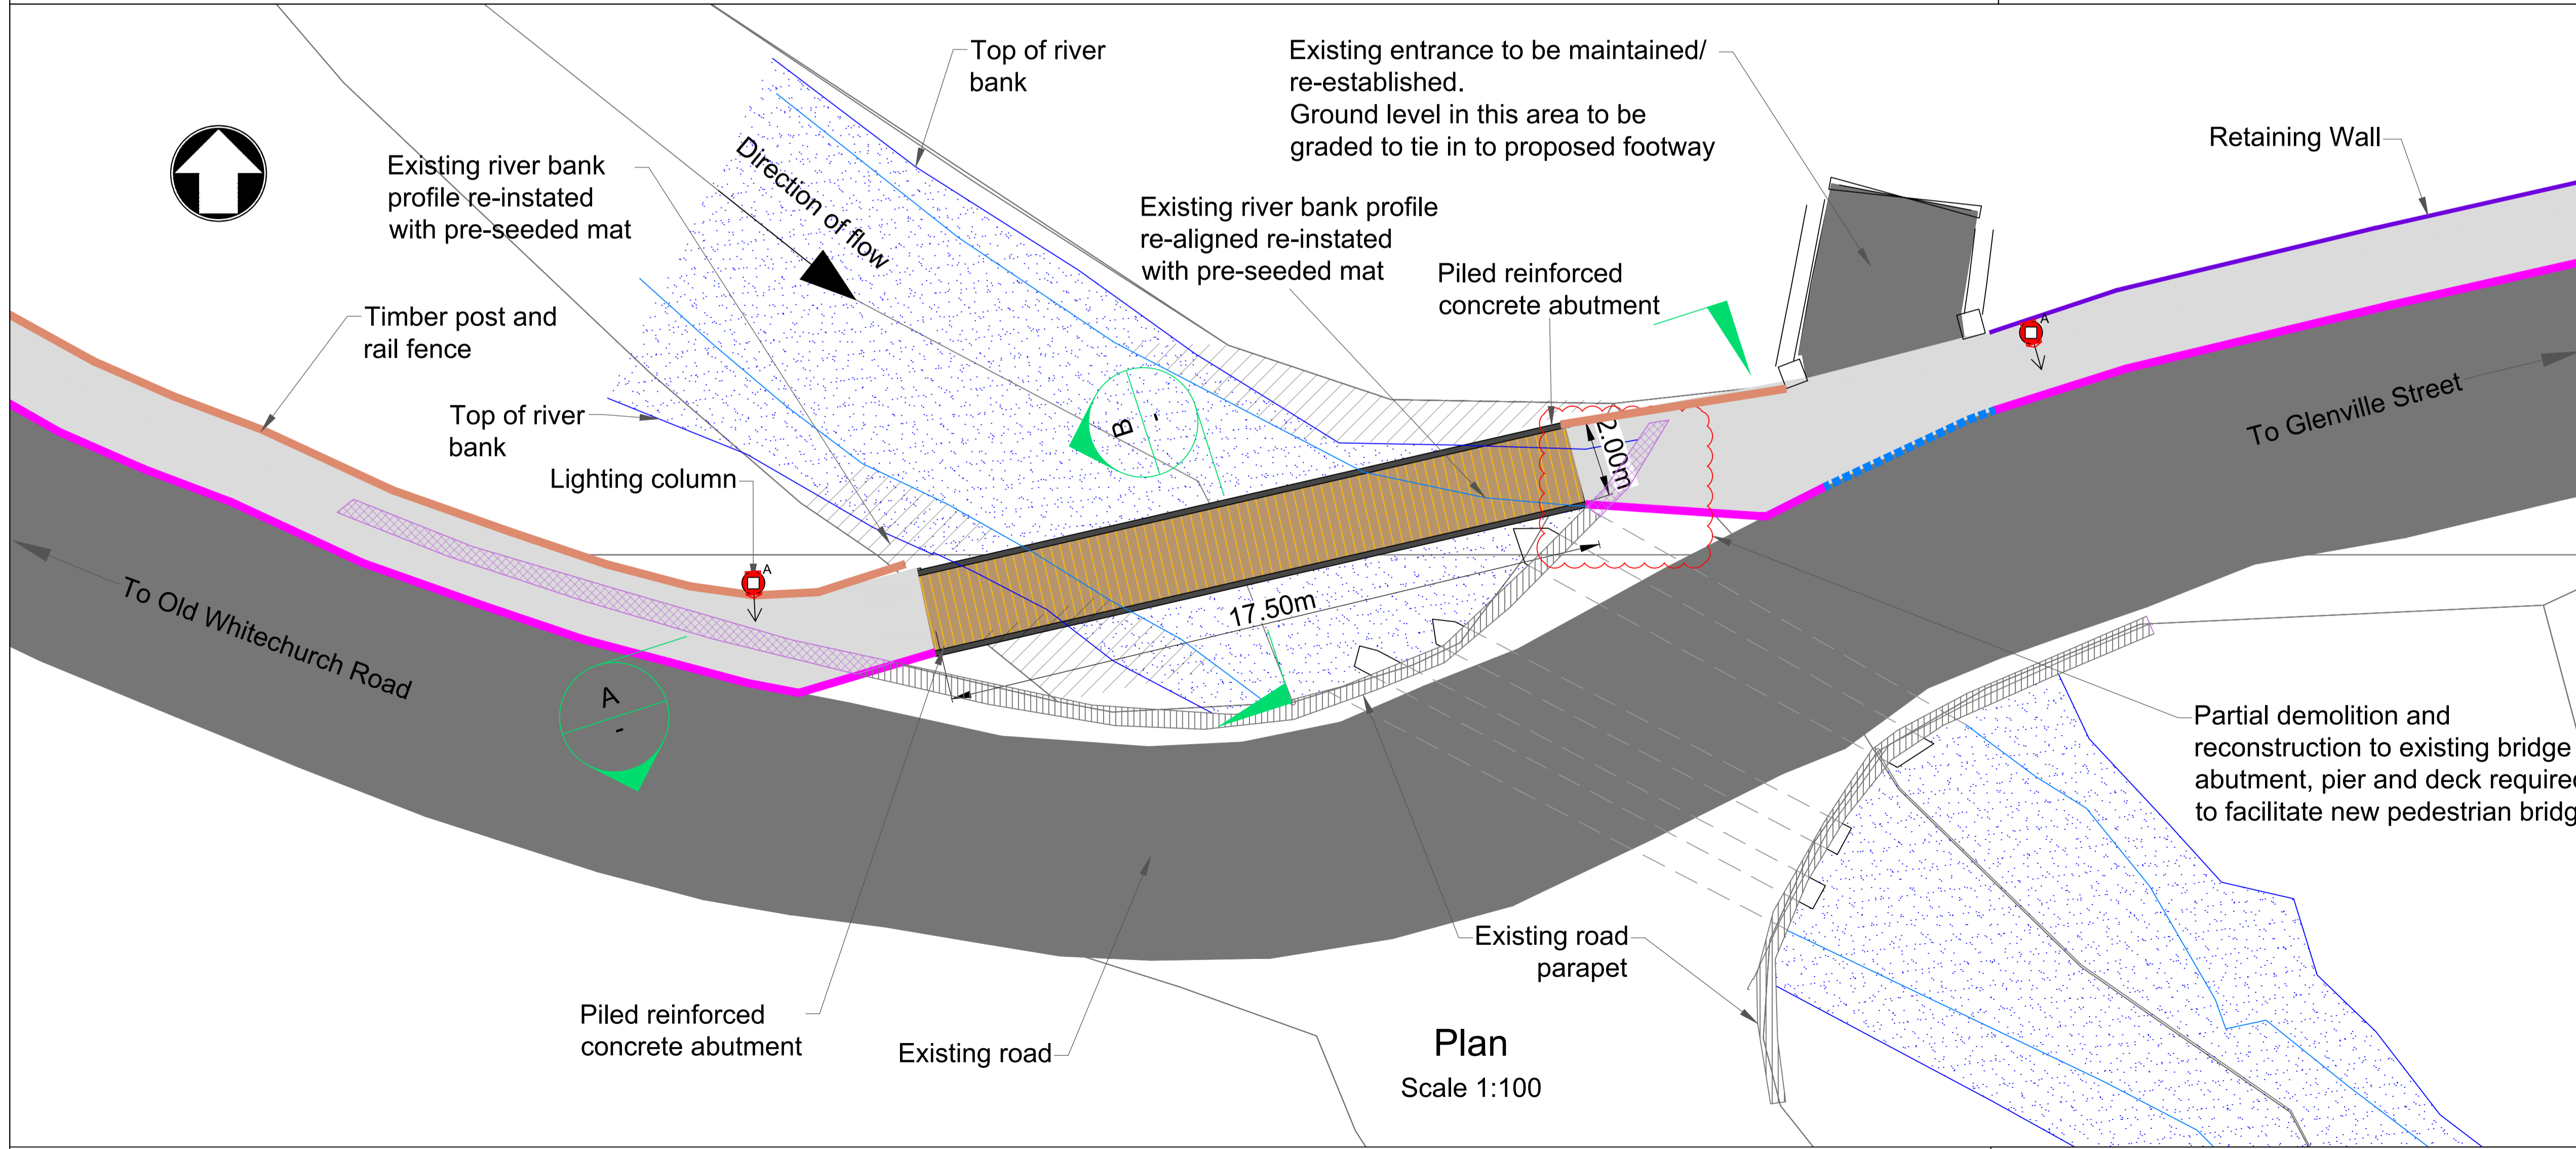 Top of river
bank
Existing entrance to be maintained/
re-established.
Ground level in this area to be
graded to tie in to proposed footway
Retaining Wall
Existing river bank
profile re-instated
with pre-seeded mat
Direction of flow
Existing river bank profile
re-aligned re-instated
with pre-seeded mat
Piled reinforced
concrete abutment
Timber post and
rail fence
A
To Glenville Street
Top of river
bank
B
-
2.00m
Lighting column
A
To Old Whitechurch Road
17.50m
A
-
Partial demolition and
reconstruction to existing bridge
abutment, pier and deck
to facilitate new pedestrian
Existing road
parapet
Piled reinforced
concrete abutment
Existing road
Plan
Scale 1:100